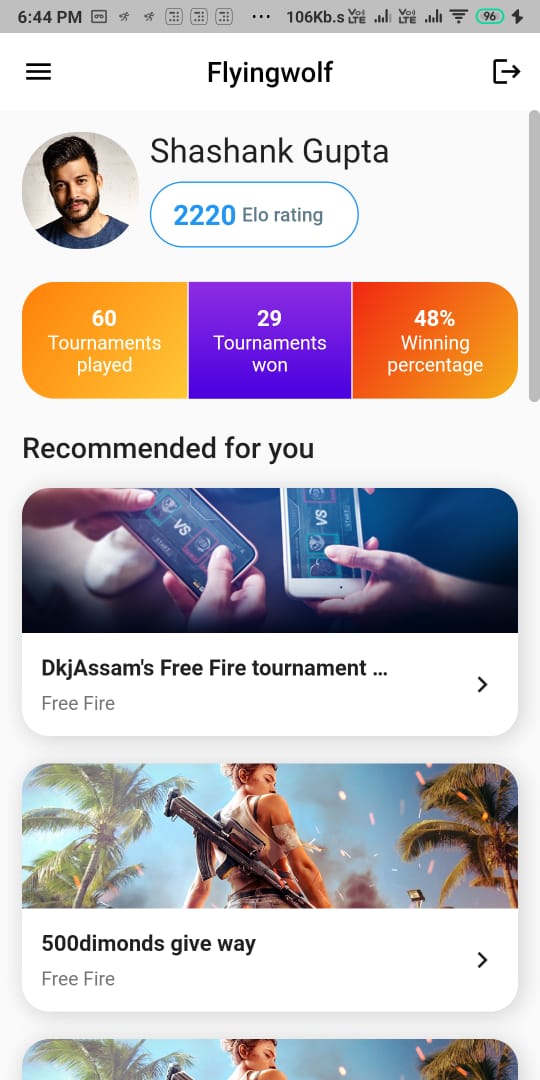 6:44 PM ... 106Kb.s Vo) LTE Vo) LTE 96
Flyingwolf
Shashank Gupta
2220 Elo rating
60
Tournaments
played
29
Tournaments
won
48%
Winning
percentage
Recommended for you
VS
VS
START
DkjAssam's Free Fire tournament ...
Free Fire
500dimonds give way
Free Fire